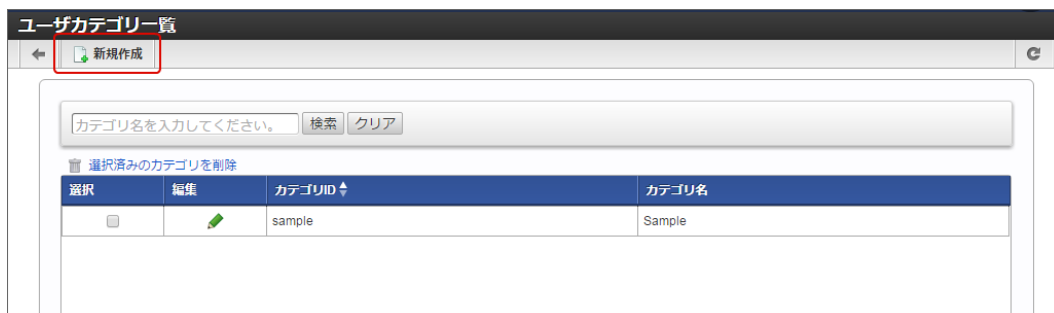 ユーザカテゴリ一覧
新規作成
カテゴリ名を入力してください。 検索 クリア
選択済みのカテゴリを削除
選択 編集 カテゴリID カテゴリ名
sample Sample